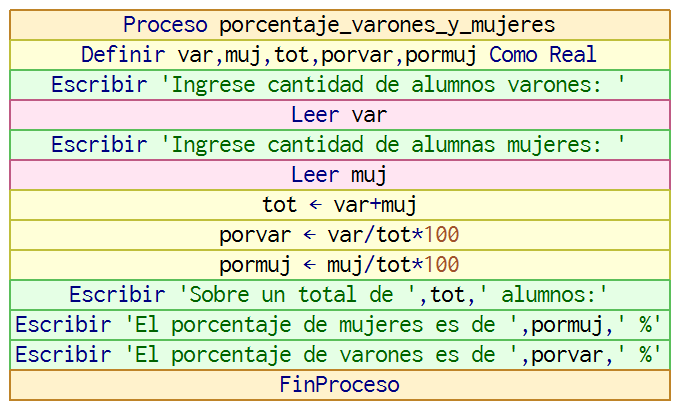 Proceso porcentaje_varones_y_mujeres
Definir var,muj,tot,porvar,pormuj Como Real
Escribir 'Ingrese cantidad de alumnos varones: '
Leer var
Escribir 'Ingrese cantidad de alumnas mujeres: '
Leer muj
tot ← var+muj
porvar ← var/tot*100
pormuj ← muj/tot*100
Escribir 'Sobre un total de ',tot,' alumnos:'
Escribir 'El porcentaje de mujeres es de ',pormuj,' %'
Escribir 'El porcentaje de varones es de ',porvar,' %'
FinProceso